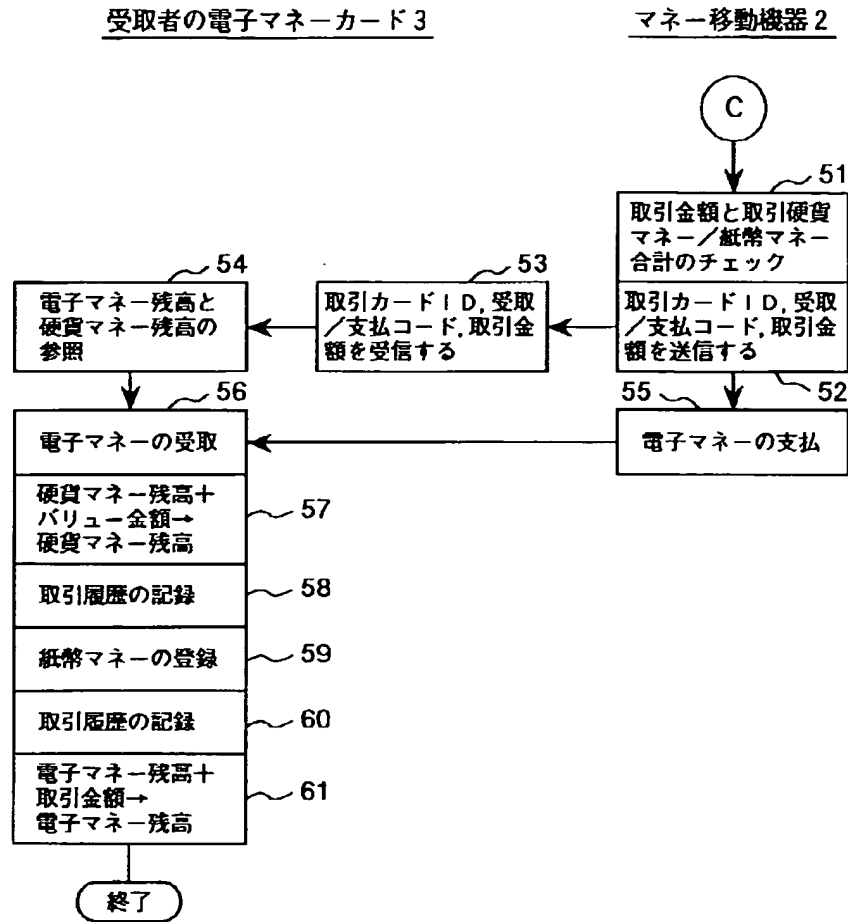 受取者の電子マネーカード3
マネー移動機器2
C
51
取引金額と取引硬貨
マネー/紙幣マネー
合計のチェック
54
電子マネー残高と
硬貨マネー残高の
参照
53
取引カードID,受取
/支払コード,取引金
額を受信する
取引カードID,受取
/支払コード,取引金
額を送信する
52
56
電子マネーの受取
55
電子マネーの支払
硬貨マネー残高+
バリュー金額→
硬貨マネー残高
57
取引履歴の記録
58
紙幣マネーの登録
59
取引履歴の記録
60
電子マネー残高+
取引金額→
電子マネー残高
61
終了